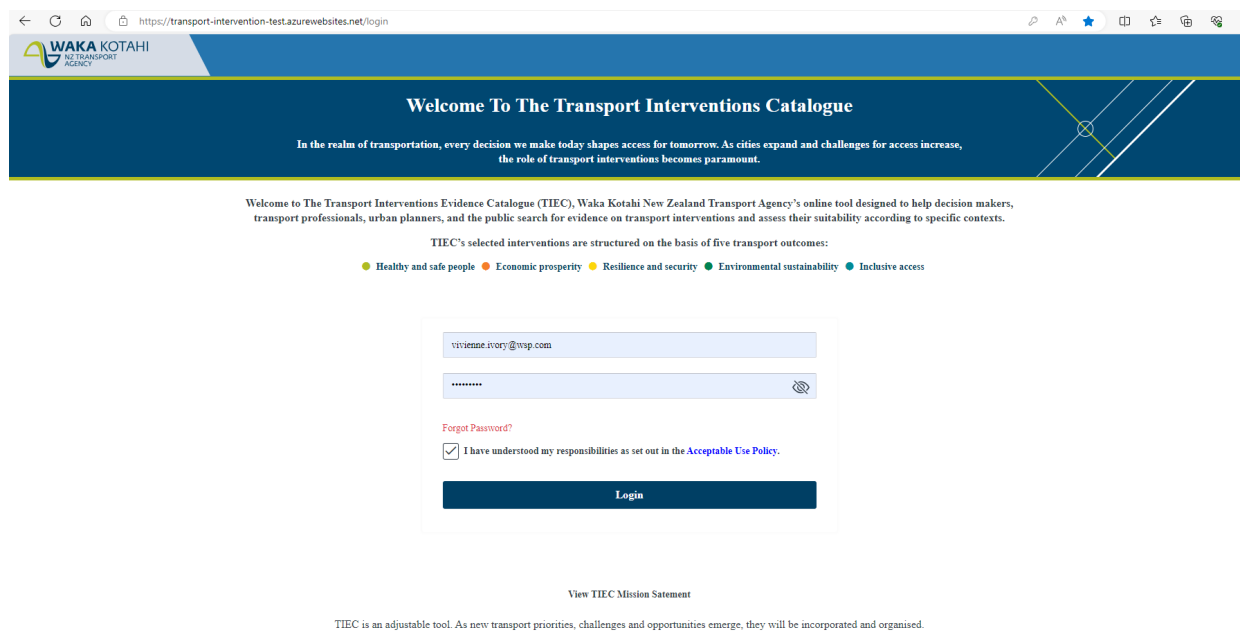 https://transport-intervention-test.azurewebsites.net/login
WAKA KOTAHI
NZ TRANSPORT
AGENCY
Welcome To The Transport Interventions Catalogue
In the realm of transportation, every decision we make today shapes access for tomorrow. As cities expand and challenges for access increase,
the role of transport interventions becomes paramount.
Welcome to The Transport Interventions Evidence Catalogue (TIEC), Waka Kotahi New Zealand Transport Agency's online tool designed to help decision makers,
transport professionals, urban planners, and the public search for evidence on transport interventions and assess their suitability according to specific contexts.
TIEC's selected interventions are structured on the basis of five transport outcomes:
Healthy and safe people Economic prosperity Resilience and security Environmental sustainability Inclusive access
vivienne.ivory@wsp.com
•••••••••
Forgot Password?
I have understood my responsibilities as set out in the Acceptable Use Policy.
Login
View TIEC Mission Satement
TIEC is an adjustable tool. As new transport priorities, challenges and opportunities emerge, they will be incorporated and organised.